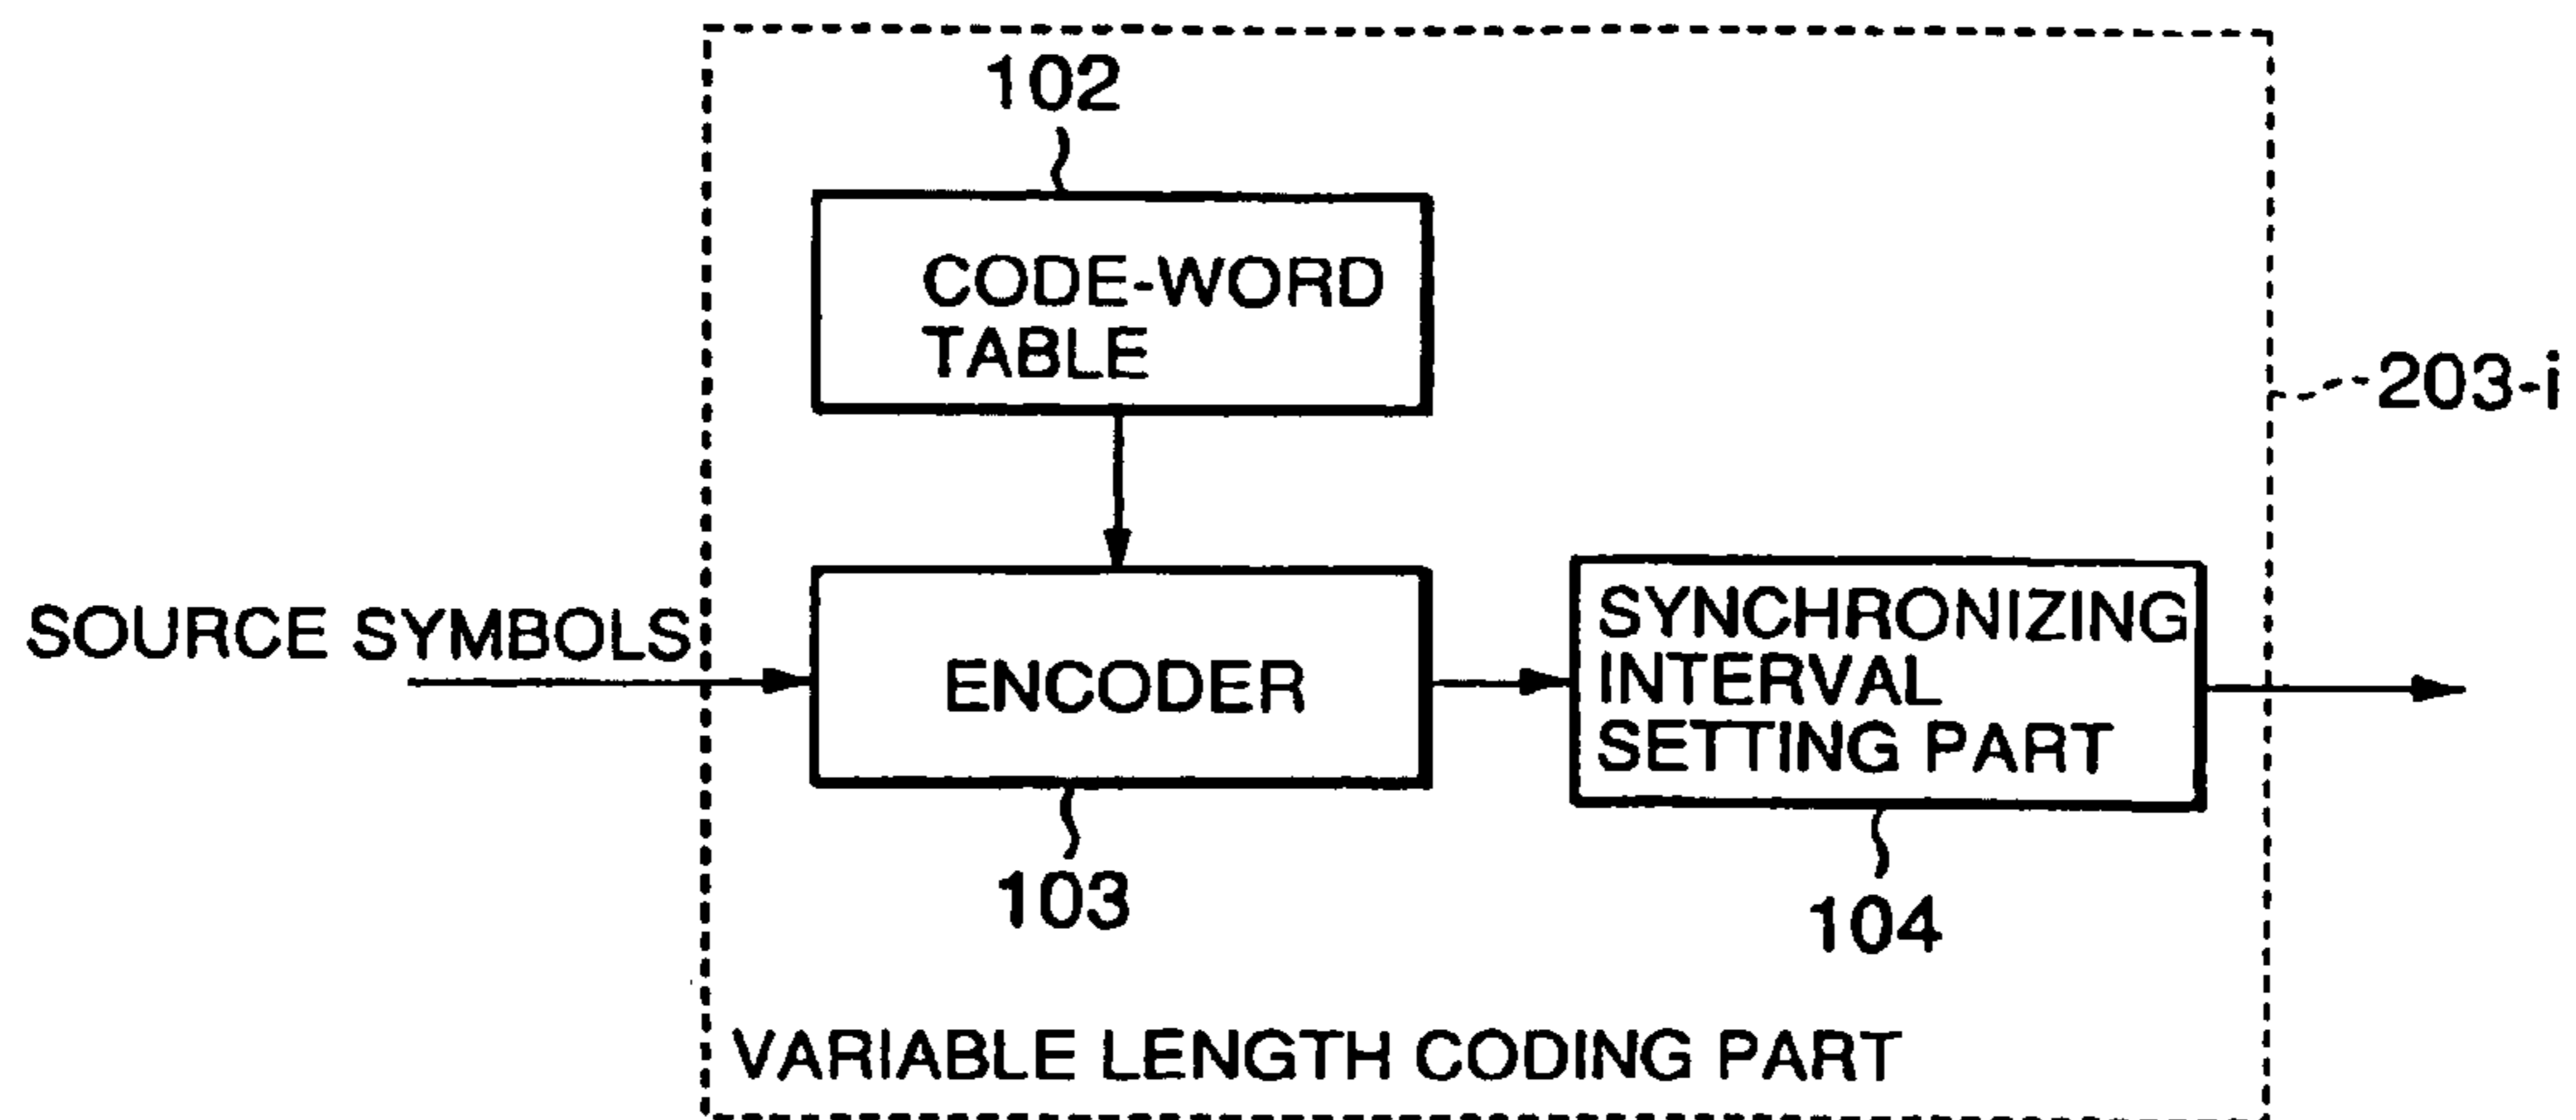 102
CODE-WORD
TABLE
203-i
SOURCE SYMBOLS
ENCODER
SYNCHRONIZING
INTERVAL
SETTING PART
103
104
VARIABLE LENGTH CODING PART